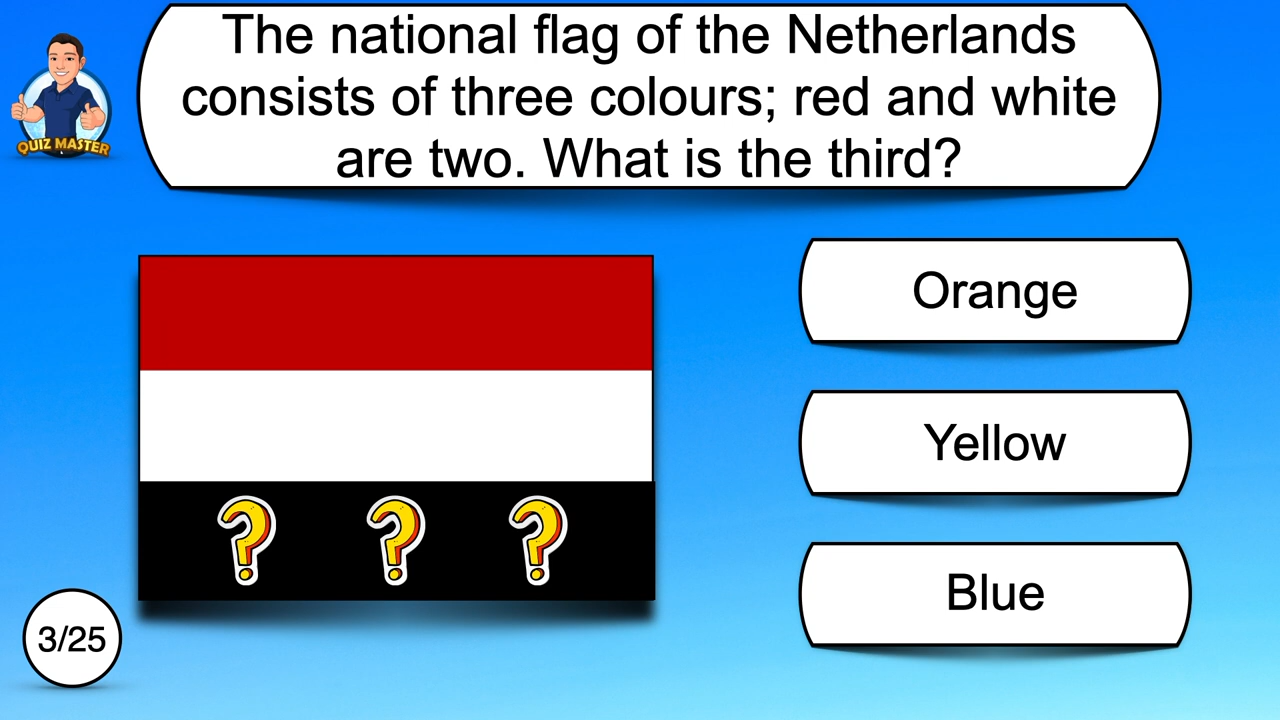 The national flag of the Netherlands
consists of three colours; red and white
are two. What is the third?
QUIZ MASTER
Orange
? ? ?
Yellow
Blue
3/25